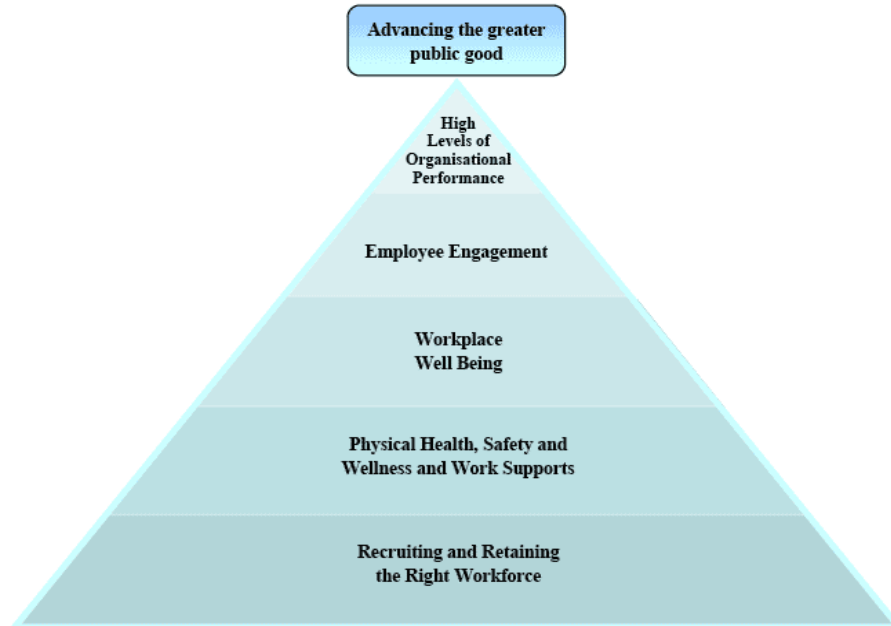 Advancing the greater
public good
High
Levels of
Organisational
Performance
Employee Engagement
Workplace
Well Being
Physical Health, Safety and
Wellness and Work Supports
Recruiting and Retaining
the Right Workforce